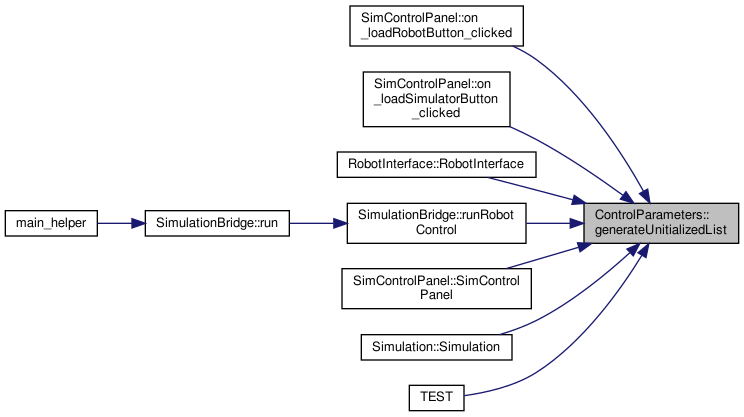 SimControlPanel::on
_loadRobotButton_clicked
SimControlPanel::on
_loadSimulatorButton
_clicked
RobotInterface::RobotInterface
main_helper
SimulationBridge::run
SimulationBridge::runRobot
Control
ControlParameters::
generateUnitializedList
SimControlPanel::SimControl
Panel
Simulation::Simulation
TEST